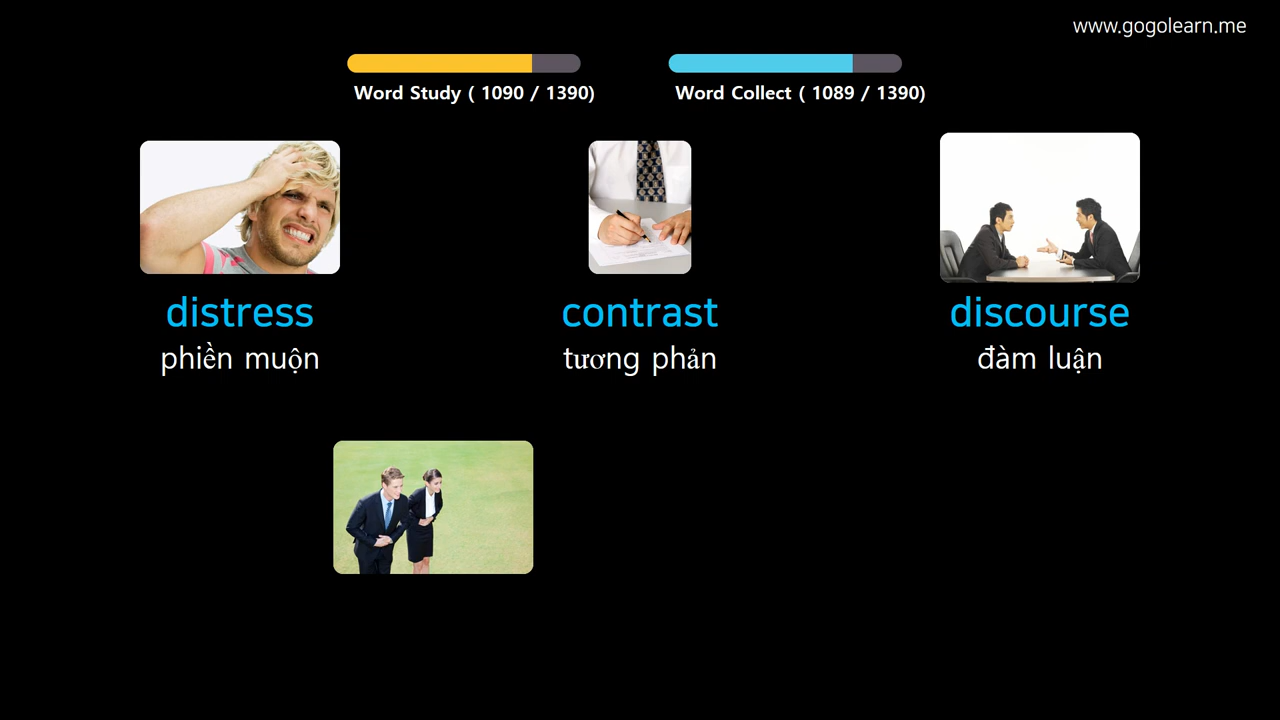 www.gogolearn.me
Word Study ( 1090 / 1390)
Word Collect ( 1089 / 1390)
distress
contrast
discourse
phiền muộn
tương phản
đàm luận